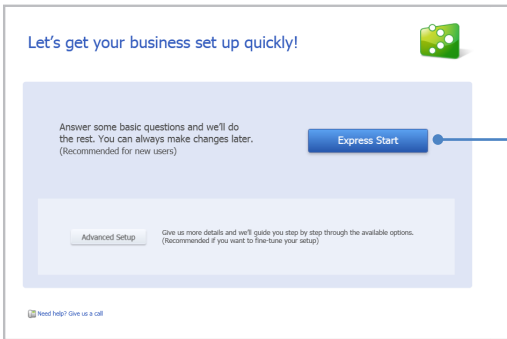 Let's get your business set up quickly!
Answer some basic questions and we'll do
the rest. You can always make changes later.
(Recommended for new users)
Express Start
Advanced Setup
Give us more details and we'll guide you step by step through the available options.
(Recommended if you want to fine-tune your setup)
Need help? Give us a call